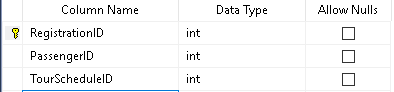 Column Name Data Type Allow Nulls
RegistrationID int
PassengerID int
TourScheduleID int